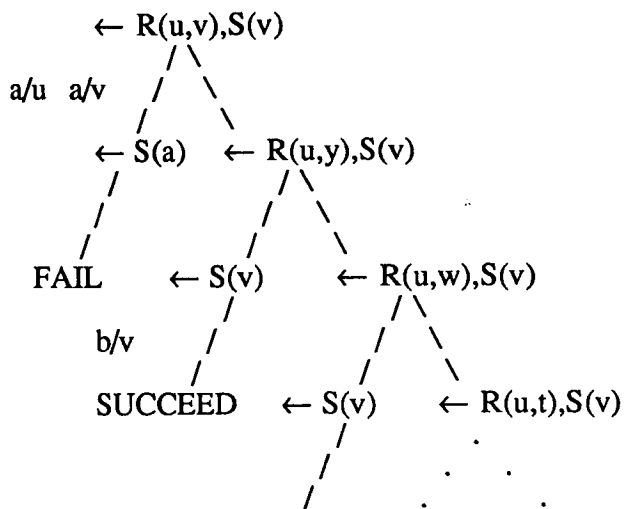 ← R(u,v),S(v)
a/u a/v
← S(a) ← R(u,y),S(v)
FAIL ← S(v) ← R(u,w),S(v)
b/v
SUCCEED ← S(v) ← R(u,t),S(v)